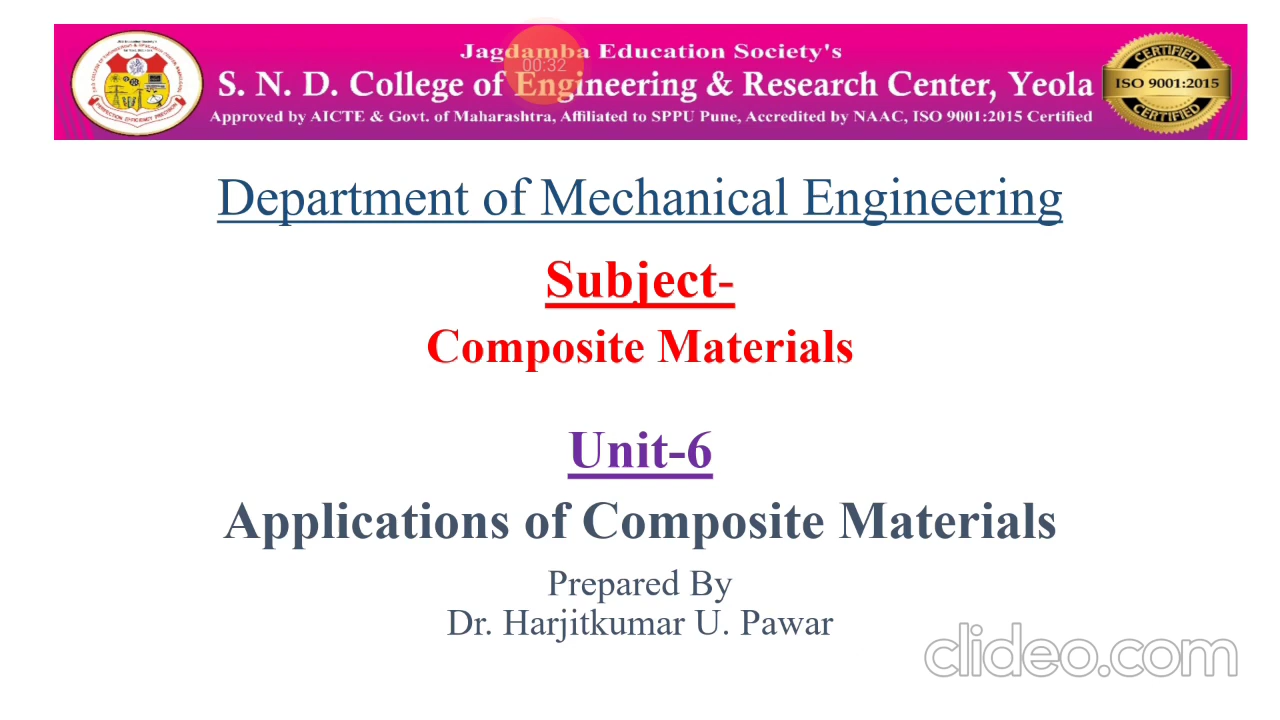 Jagdamba Education Society's
00:32
S. N. D. College of Engineering & Research Center, Yeola
Approved by AICTE & Govt. of Maharashtra, Affiliated to SPPU Pune, Accredited by NAAC, ISO 9001:2015 Certified
CERTIFIED
ISO 9001:2015
CERTIFIED
Department of Mechanical Engineering
Subject-
Composite Materials
Unit-6
Applications of Composite Materials
Prepared By
Dr. Harjitkumar U. Pawar
clideo.com